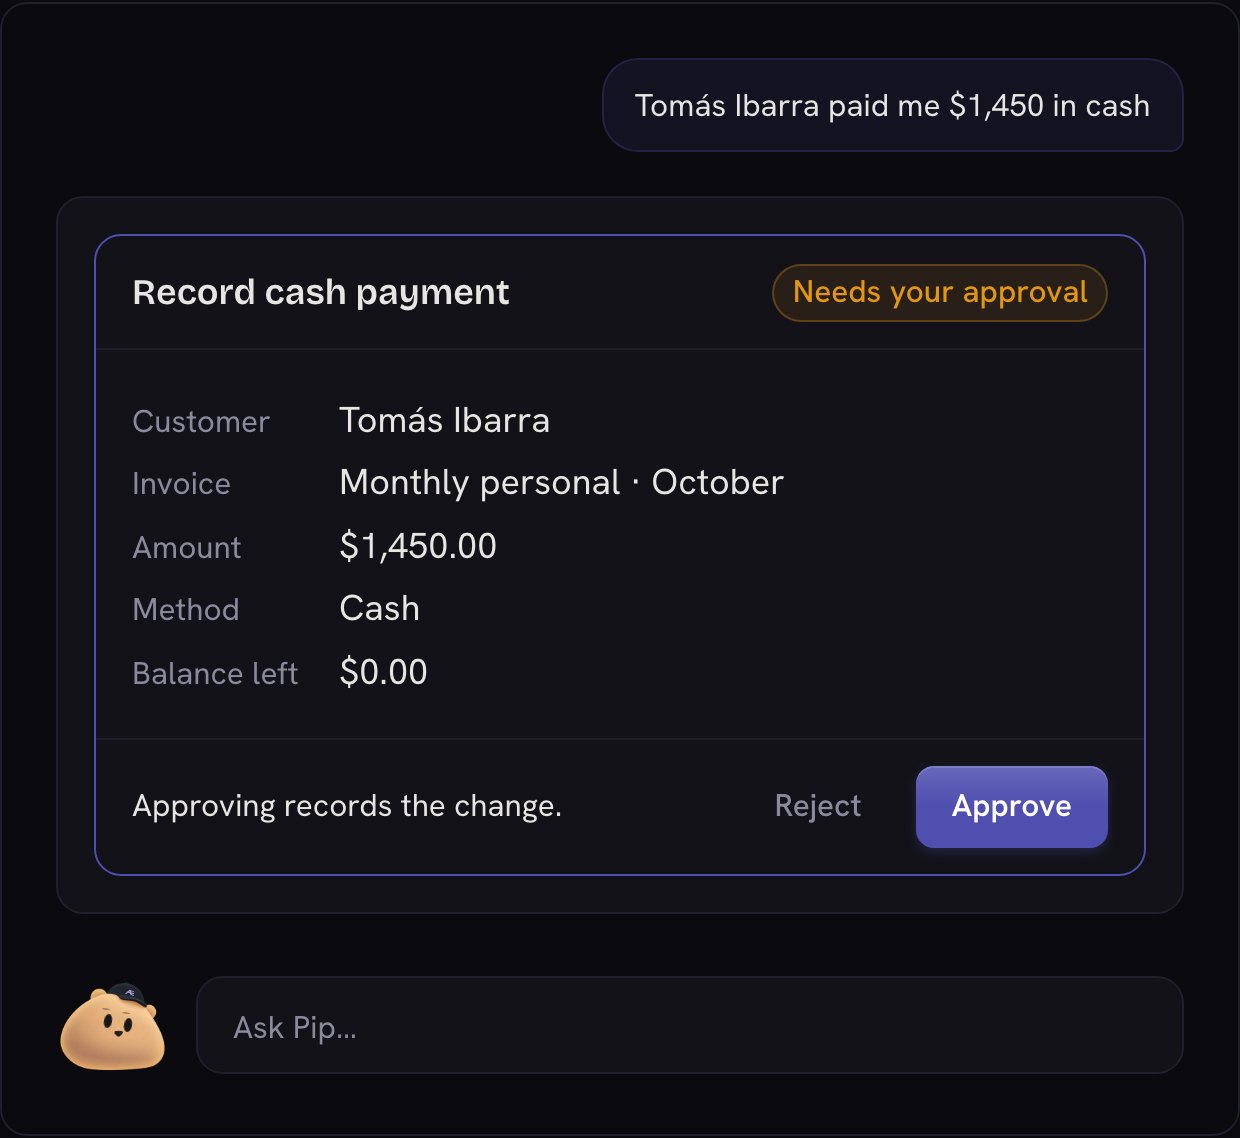 Tomás Ibarra paid me $1,450 in cash
Record cash payment
Needs your approval
Customer Tomás Ibarra
Invoice Monthly personal · October
Amount $1,450.00
Method Cash
Balance left $0.00
Approving records the change.
Reject
Approve
Ask Pip...